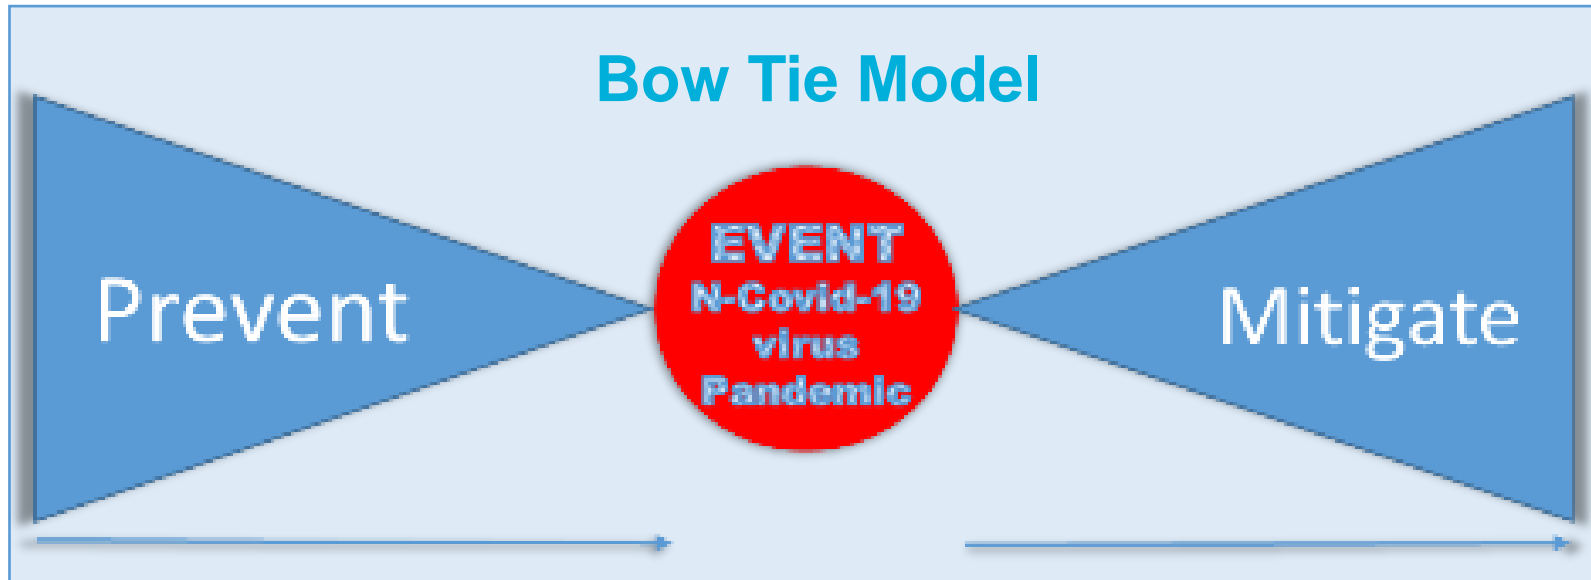 Bow Tie Model
Prevent
EVENT
N-Covid-19
virus
Pandemic
Mitigate